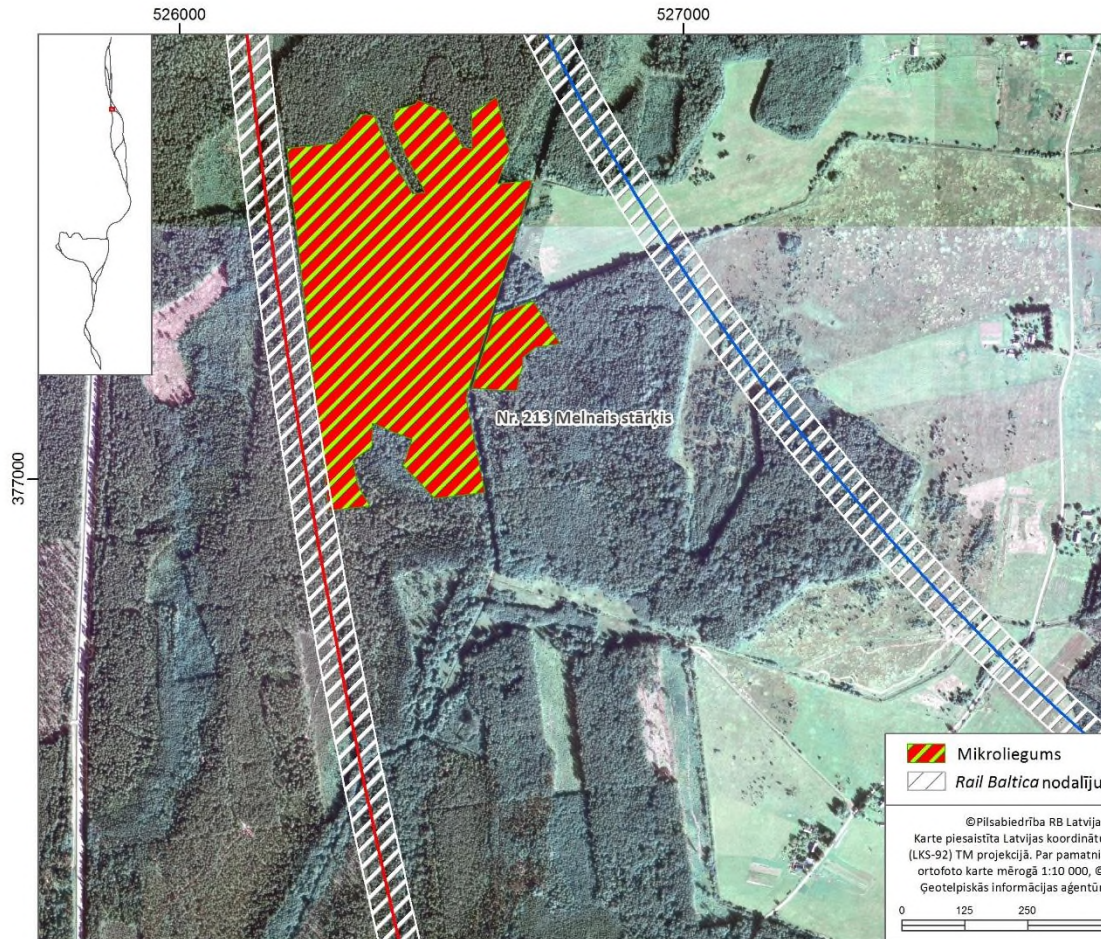 526000
527000
377000
Nr. 213 Melnais stārķis
Mikroliegums
Rail Baltica nodalīju
©Pilsabiedrība RB Latvija
Karte piesaistīta Latvijas koordinātu
(LKS-92) TM projekcijā. Par pamatni
ortofoto karte mērogā 1:10 000, ©
Ģeotelpiskās informācijas aģentūr
0 125 250